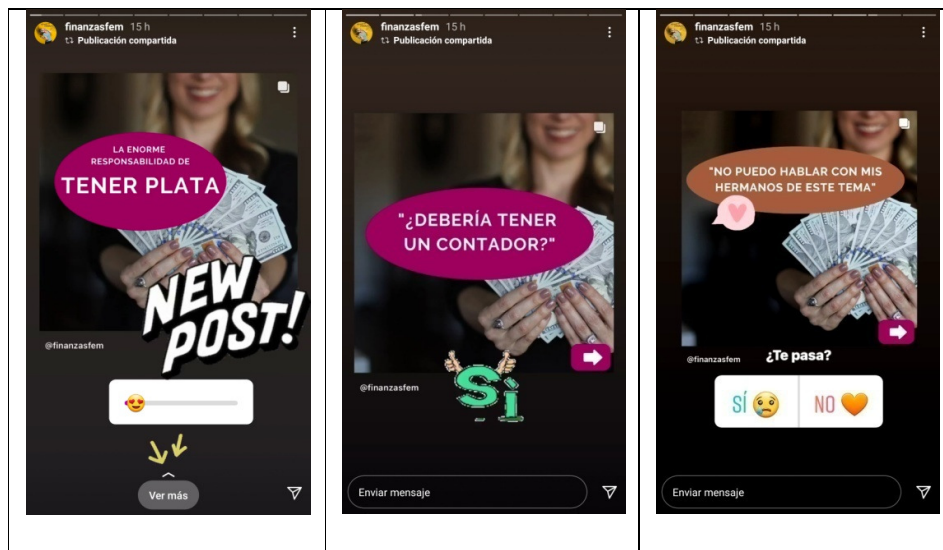 finanzasfem 15 h
Publicación compartida
LA ENORME
RESPONSABILIDAD DE
TENER PLATA
NEW
POST!
@finanzasfem
Ver más
finanzasfem 15 h
Publicación compartida
"¿DEBERÍA TENER
UN CONTADOR?"
@finanzasfem
Sì
Enviar mensaje
finanzasfem 15 h
Publicación compartida
"NO PUEDO HABLAR CON MIS
HERMANOS DE ESTE TEMA"
@finanzasfem
¿Te pasa?
SÍ NO
Enviar mensaje